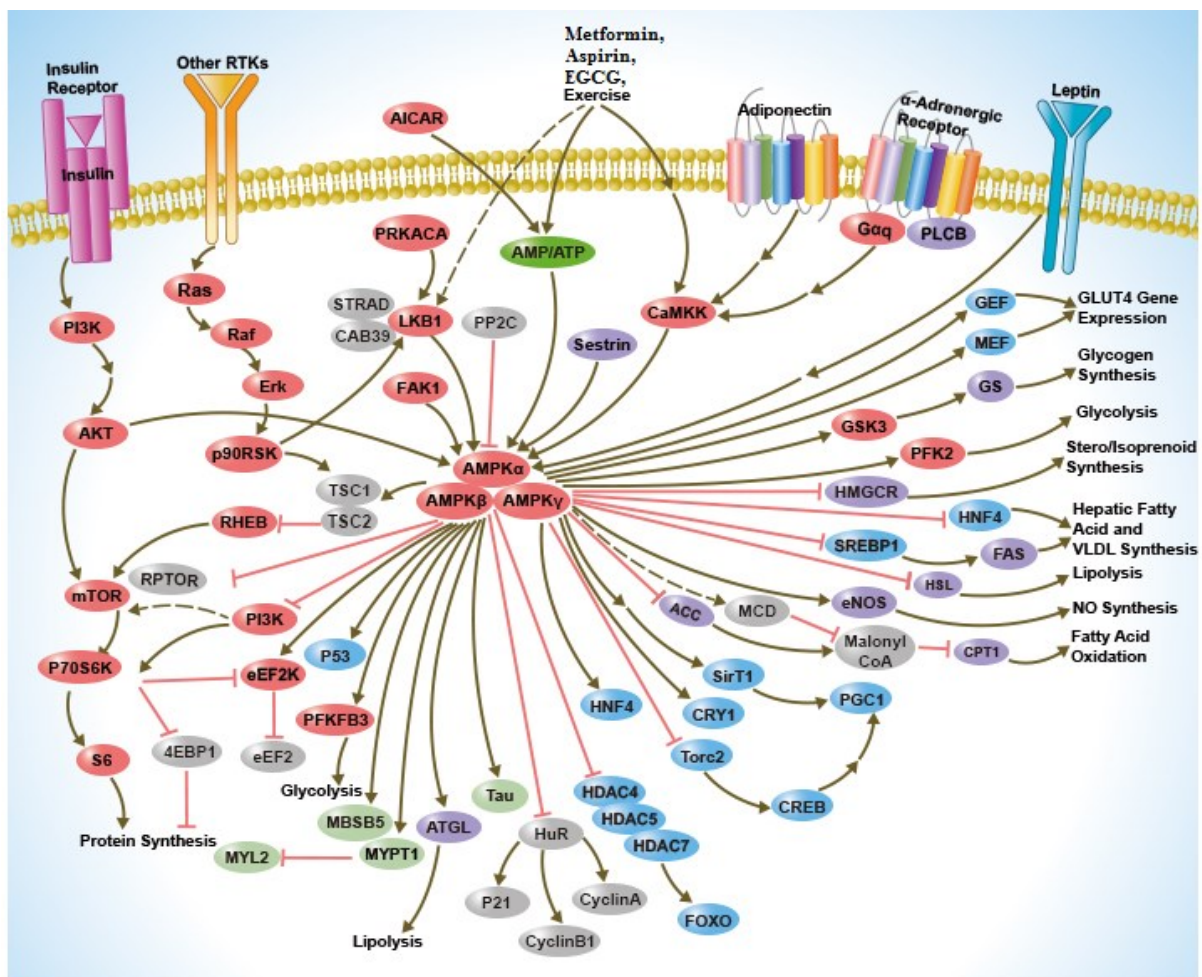 Metformin,
Aspirin,
EGCG,
Exercise
Insulin
Receptor
Insulin
Other RTKs
AICAR
Adiponectin
α-Adrenergic
Receptor
Leptin
Gαq
PLCB
PRKACA
AMP/ATP
Ras
STRAD
CAB39
LKB1
PP2C
CaMKK
GEF
GLUT4 Gene
Expression
PI3K
Raf
Sestrin
MEF
Erk
FAK1
GS
Glycogen
Synthesis
AKT
p90RSK
GSK3
Glycolysis
PFK2
Stero/Isoprenoid
Synthesis
AMPKα
AMPKβ
AMPKγ
TSC1
TSC2
RHEB
HMGCR
HNF4
Hepatic Fatty
Acid and
VLDL Synthesis
SREBP1
FAS
RPTOR
mTOR
HSL
Lipolysis
PI3K
ACC
MCD
eNOS
NO Synthesis
P70S6K
P53
eEF2K
Malonyl
CoA
CPT1
Fatty Acid
Oxidation
SirT1
PFKFB3
HNF4
CRY1
PGC1
S6
4EBP1
eEF2
Torc2
Glycolysis
Tau
HDAC4
HDAC5
HDAC7
CREB
Protein Synthesis
MBSB5
ATGL
HuR
MYL2
MYPT1
P21
CyclinA
CyclinB1
FOXO
Lipolysis